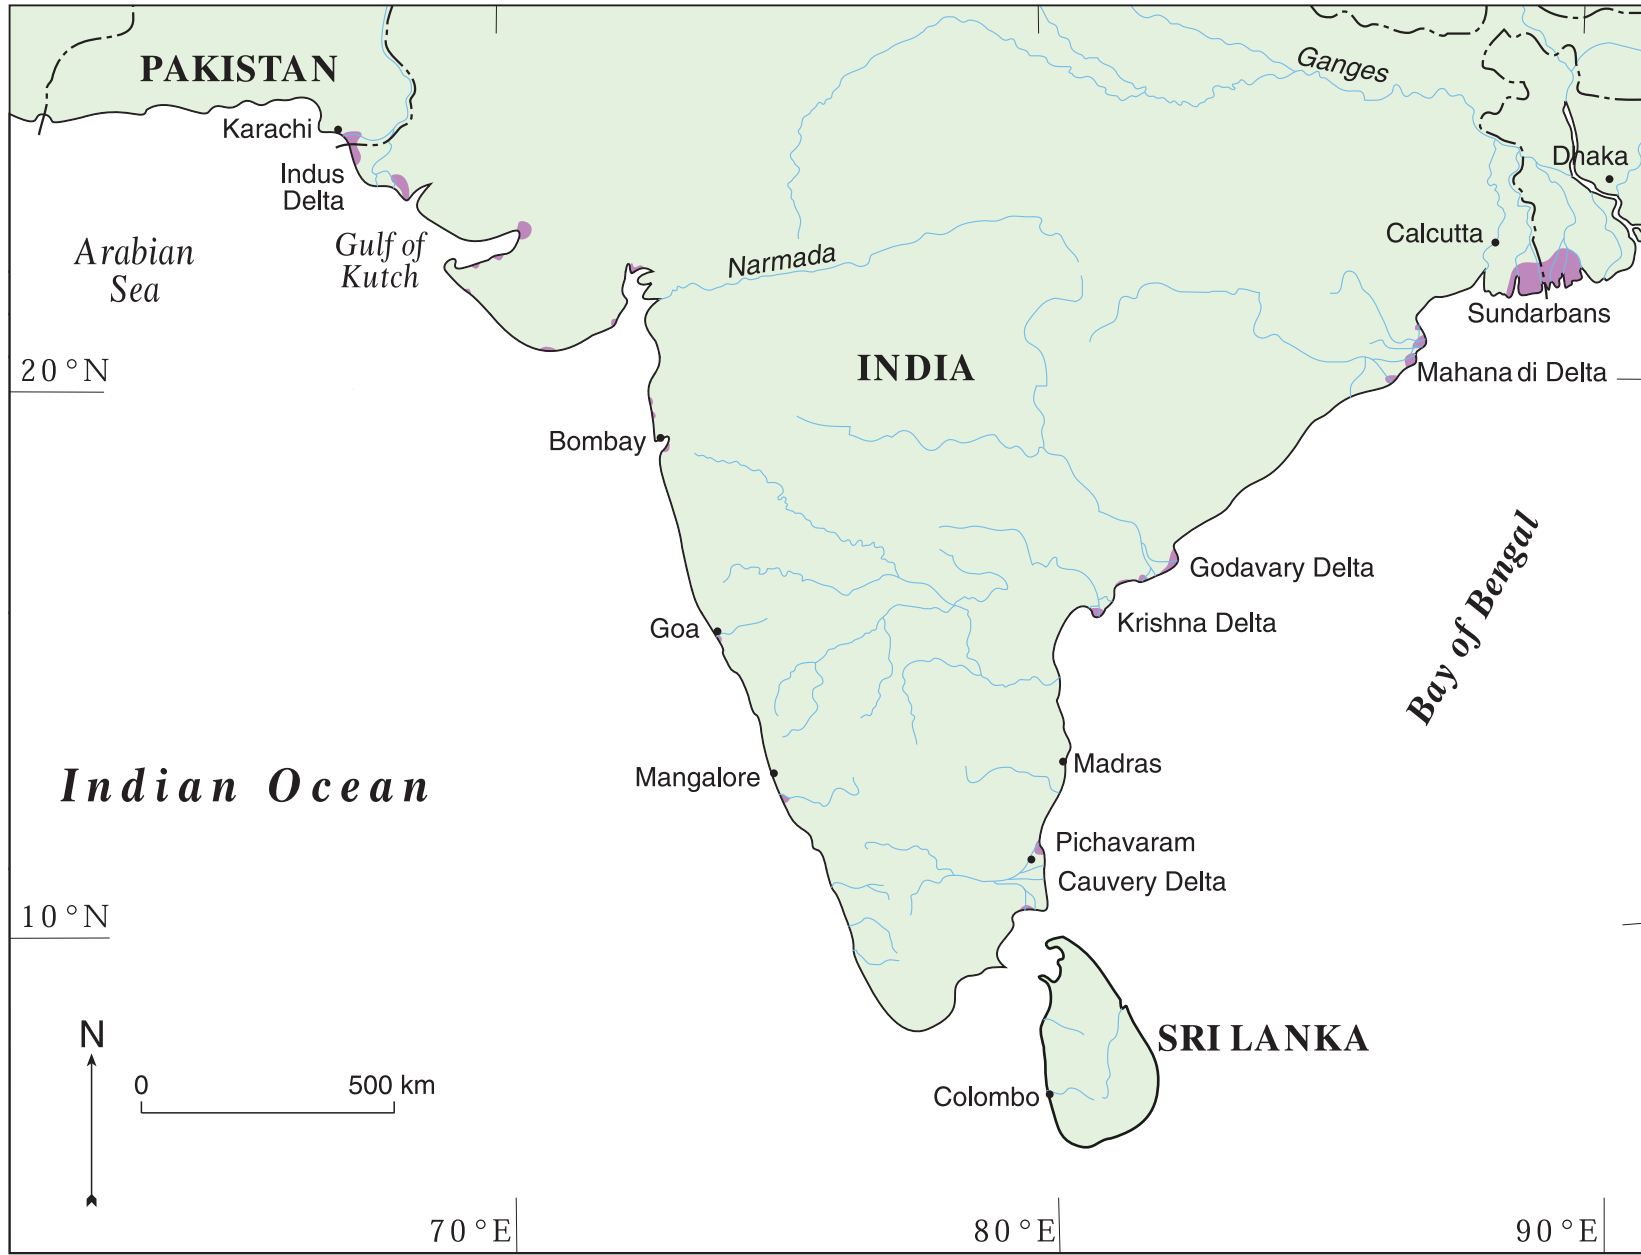 PAKISTAN
Ganges
Karachi
Dhaka
Indus
Delta
Arabian
Sea
Gulf of
Kutch
Narmada
Calcutta
Sundarbans
INDIA
20°N
Mahana di Delta
Bombay
Godavary Delta
Bay of Bengal
Krishna Delta
Goa
Indian Ocean
Mangalore
Madras
Pichavaram
Cauvery Delta
10°N
N
SRI LANKA
0 500 km
Colombo
70°E 80°E 90°E